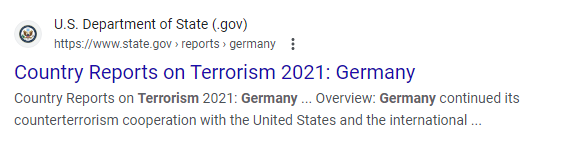 U.S. Department of State (.gov)
https://www.state.gov › reports › germany
Country Reports on Terrorism 2021: Germany
Country Reports on Terrorism 2021: Germany ... Overview: Germany continued its
counterterrorism cooperation with the United States and the international ...